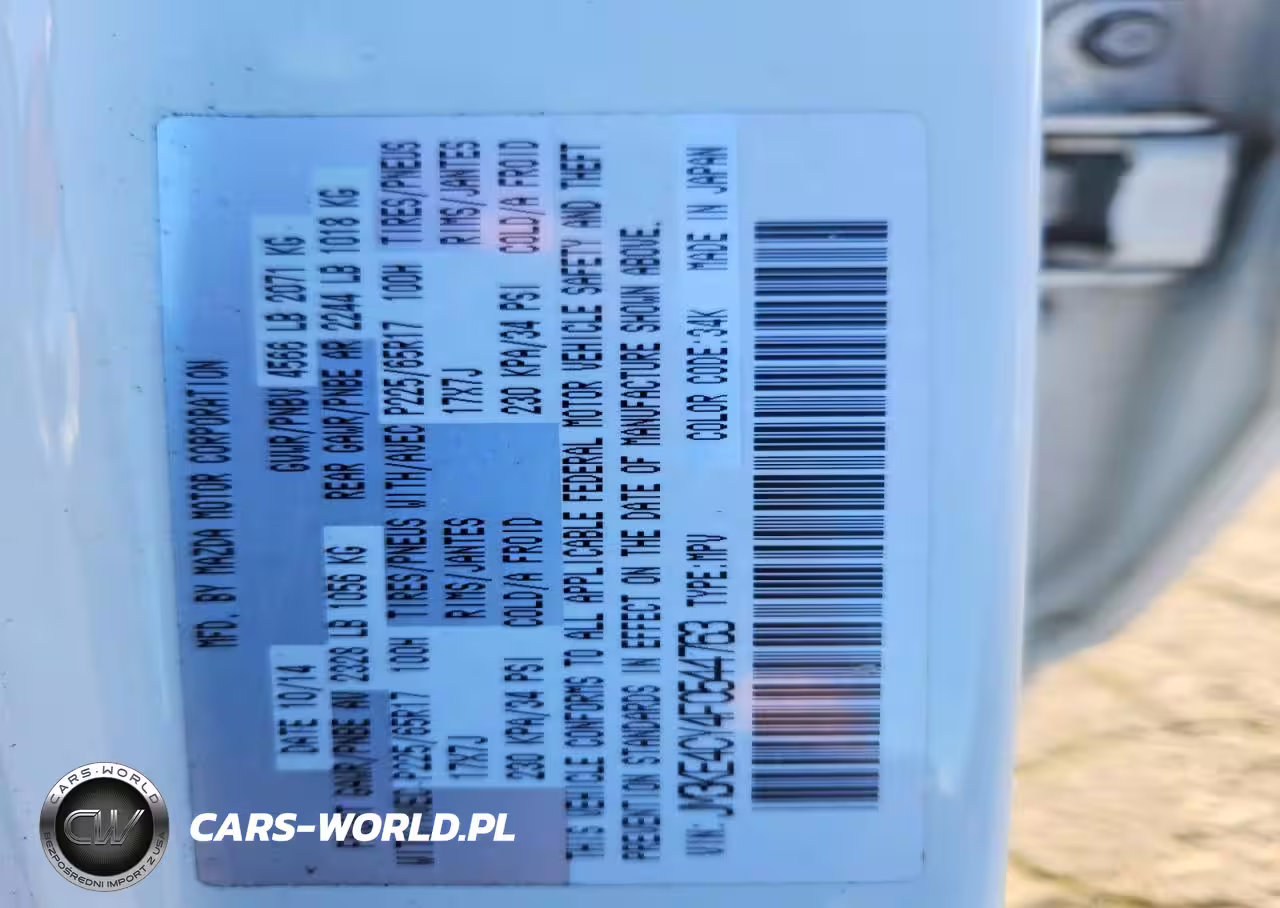 MFD. BY MAZDA MOTOR CORPORATION
DATE 10/14 GVWR/PNBV 4566 LB 2071 KG
GAWR/PNBE AV 2328 LB 1056 KG REAR GAWR/PNBE AR 2244 LB 1018 KG
P225/65R17 100H TIRES/PNEUS WITH/AVEC P225/65R17 100H TIRES/PNEUS
17X7J RIMS/JANTES 17X7J RIMS/JANTES
230 KPA/34 PSI COLD/A FROID 230 KPA/34 PSI COLD/A FROID
THIS VEHICLE CONFORMS TO ALL APPLICABLE FEDERAL MOTOR VEHICLE SAFETY AND THEFT
PREVENTION STANDARDS IN EFFECT ON THE DATE OF MANUFACTURE SHOWN ABOVE.
VIN: JM3KE4CY4F0544763 TYPE:MPV COLOR CODE:34K MADE IN JAPAN
CARS-WORLD
CW
BEZPOŚREDNI IMPORT Z USA
CARS-WORLD.PL